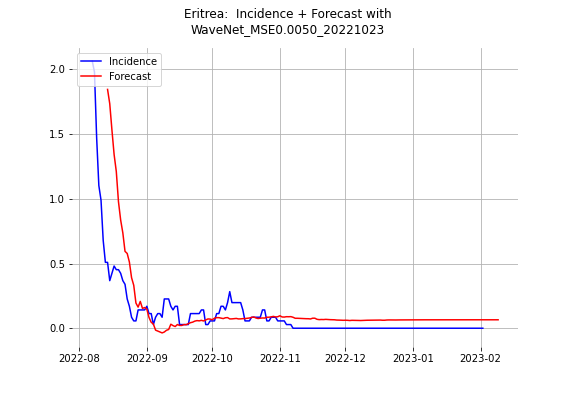 Eritrea:  Incidence + Forecast with
WaveNet_MSE0.0050_20221023
Incidence
Forecast
2.0
1.5
1.0
0.5
0.0
2022-08 2022-09 2022-10 2022-11 2022-12 2023-01 2023-02